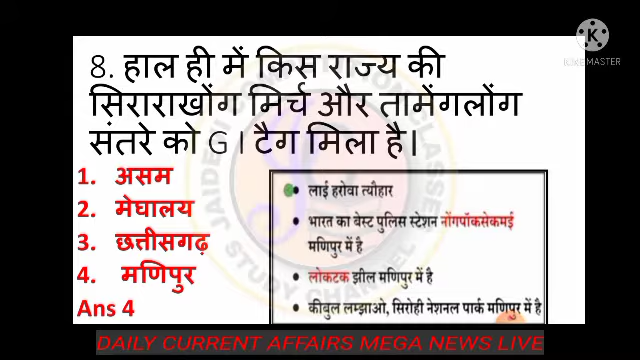 KINEMASTER
8. हाल ही में किस राज्य की
सिराराखोंग मिर्च और तामेंगलोंग
संतरे को G I टैग मिला है।
1. असम
2. मेघालय
3. छत्तीसगढ़
4. मणिपुर
Ans 4
• लाई हरोवा त्यौहार
• भारत का बेस्ट पुलिस स्टेशन नोंगपॉकसेकमई
मणिपुर में है
• लोकटक झील मणिपुर में है
• कीबुल लम्झाओ, सिरोही नेशनल पार्क मणिपुर में है
DAILY CURRENT AFFAIRS MEGA NEWS LIVE